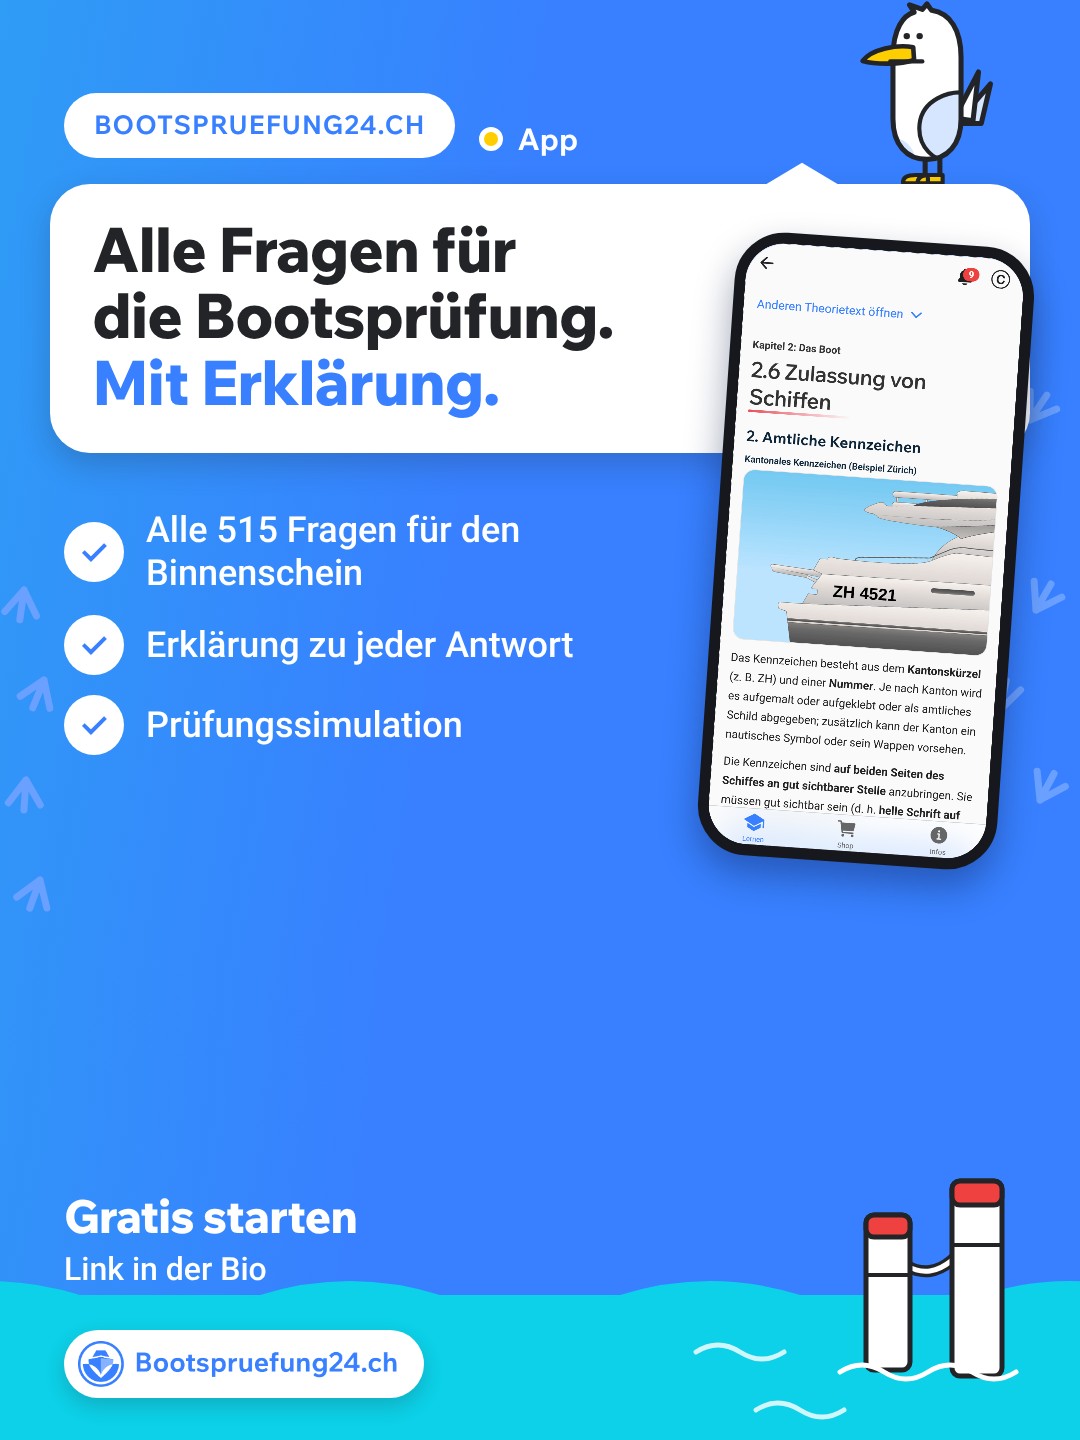 BOOTSPRUEFUNG24.CH
App
Alle Fragen für
die Bootsprüfung.
Mit Erklärung.
Alle 515 Fragen für den
Binnenschein
Erklärung zu jeder Antwort
Prüfungssimulation
9
C
Anderen Theorietext öffnen
Kapitel 2: Das Boot
2.6 Zulassung von
Schiffen
2. Amtliche Kennzeichen
Kantonales Kennzeichen (Beispiel Zürich)
ZH 4521
Das Kennzeichen besteht aus dem Kantonskürzel
(z. B. ZH) und einer Nummer. Je nach Kanton wird
es aufgemalt oder aufgeklebt oder als amtliches
Schild abgegeben; zusätzlich kann der Kanton ein
nautisches Symbol oder sein Wappen vorsehen.
Die Kennzeichen sind auf beiden Seiten des
Schiffes an gut sichtbarer Stelle anzubringen. Sie
müssen gut sichtbar sein (d. h. helle Schrift auf
Lernen
Shop
Infos
Gratis starten
Link in der Bio
Bootspruefung24.ch